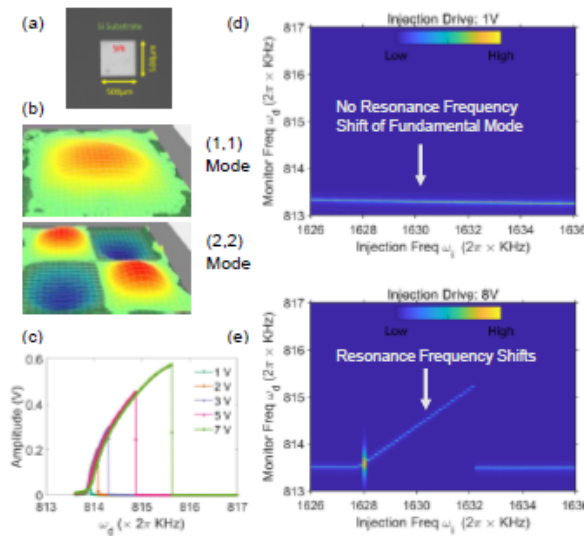 (a)
Si Substrate
SiN
500μm
500μm
(b)
(1,1)
Mode
(2,2)
Mode
(c)
Amplitude (V)
0.6
0.4
0.2
0
1 V
2 V
3 V
5 V
7 V
813 814 815 816 817
ω_d (× 2π KHz)
(d)
Injection Drive: 1V
Low High
No Resonance Frequency
Shift of Fundamental Mode
Monitor Freq ω_d (2π × KHz)
817
816
815
814
813
1626 1628 1630 1632 1634 1636
Injection Freq ω_i (2π × KHz)
(e)
Injection Drive: 8V
Low High
Resonance Frequency Shifts
Monitor Freq ω_d (2π × KHz)
817
816
815
814
813
1626 1628 1630 1632 1634 1636
Injection Freq ω_i (2π × KHz)